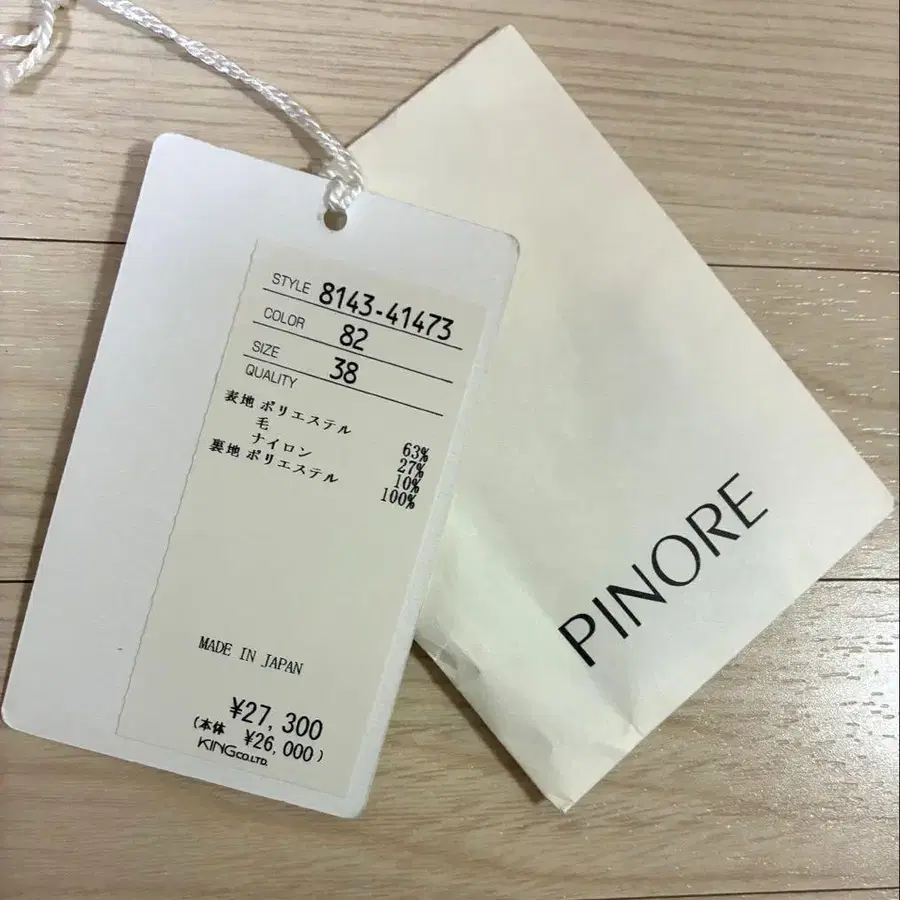 STYLE 8143-41473
COLOR 82
SIZE 38
QUALITY
表地 ポリエステル 63%
毛 27%
ナイロン 10%
裏地 ポリエステル 100%
MADE IN JAPAN
¥27,300
(本体 ¥26,000)
KING CO.LTD.
PINORE